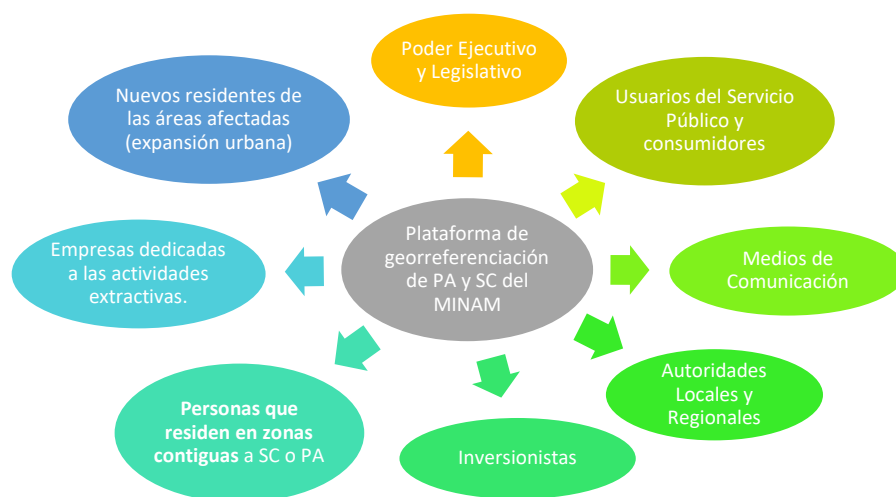 Poder Ejecutivo
y Legislativo
Nuevos residentes de
las áreas afectadas
(expansión urbana)
Usuarios del Servicio
Público y
consumidores
Empresas dedicadas
a las actividades
extractivas.
Plataforma de
georreferenciación
de PA y SC del
MINAM
Medios de
Comunicación
Personas que
residen en zonas
contiguas a SC o PA
Autoridades
Locales y
Regionales
Inversionistas